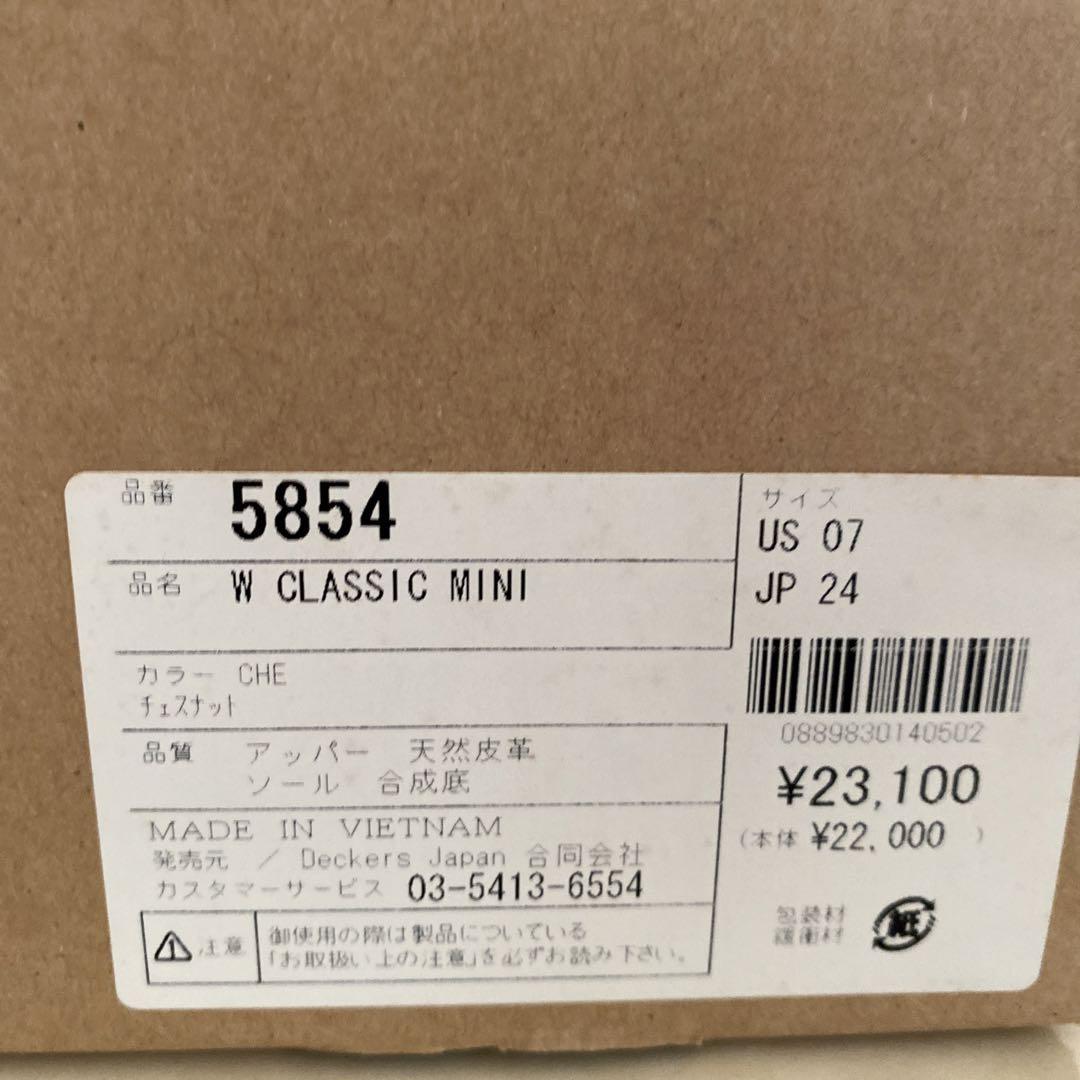 品番 5854
品名 W CLASSIC MINI
カラー CHE
チェスナット
品質 アッパー 天然皮革
ソール 合成底
MADE IN VIETNAM
発売元 / Deckers Japan 合同会社
カスタマーサービス 03-5413-6554
注意
御使用の際は製品についている
「お取扱い上の注意」を必ずお読み下さい。
サイズ
US 07
JP 24
0889830140502
¥23,100
(本体 ¥22,000 )
包装材
緩衝材
紙